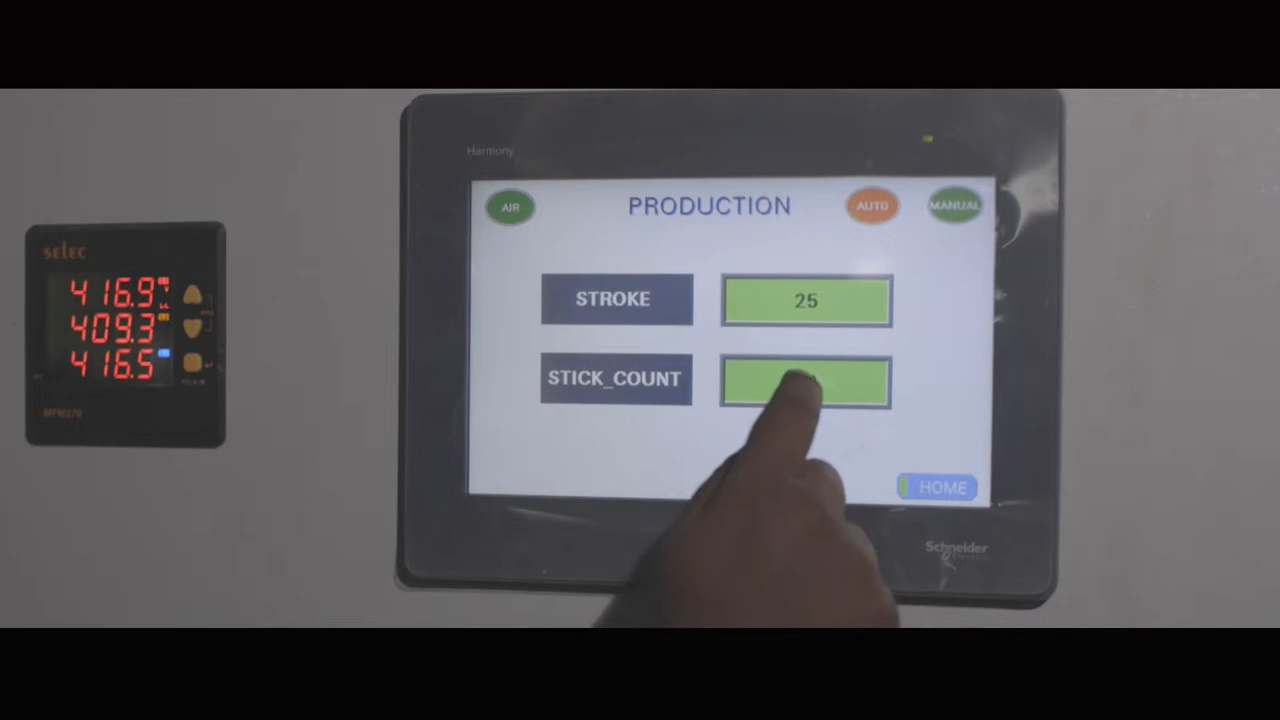 Harmony
AIR
PRODUCTION
AUTO
MANUAL
selec
416.9
409.3
416.5
STROKE
25
STICK_COUNT
HOME
Schneider